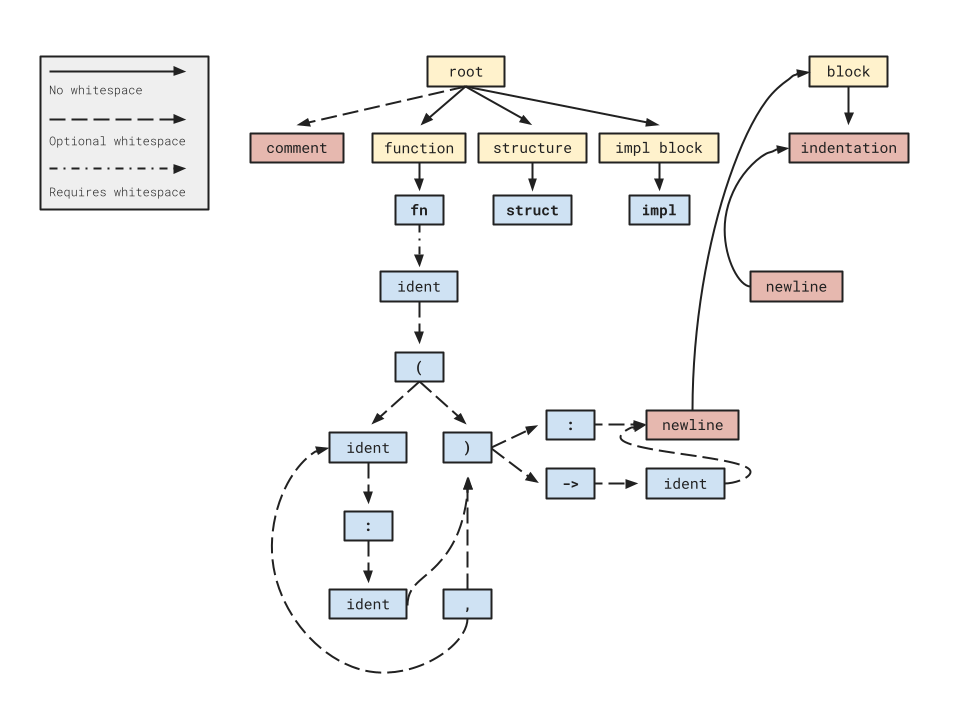 No whitespace
Optional whitespace
Requires whitespace
root
block
comment
function
structure
impl block
indentation
fn
struct
impl
ident
newline
(
:
newline
ident
)
->
ident
:
ident
,